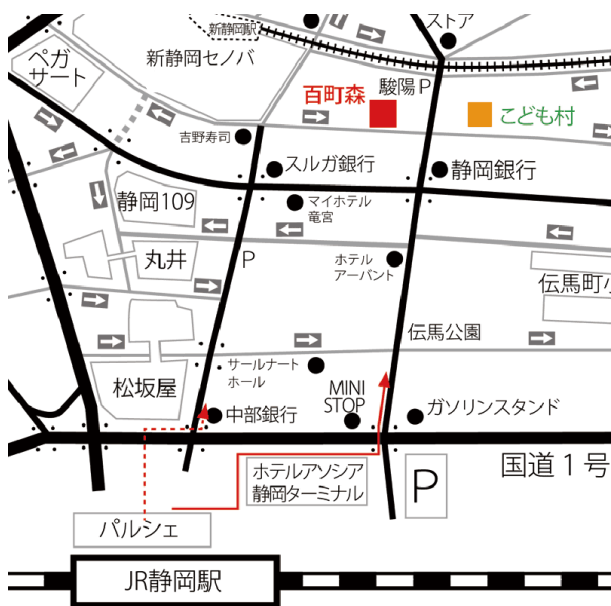 ストア
新静岡駅
ペガ
サート
新静岡セノバ
百町森
駿陽P
こども村
吉野寿司
スルガ銀行
静岡銀行
静岡109
マイホテル
竜宮
丸井
P
ホテル
アーバント
伝馬町小
伝馬公園
サールナート
ホール
松坂屋
MINI
STOP
中部銀行
ガソリンスタンド
国道1号
ホテルアソシア
静岡ターミナル
P
パルシェ
JR静岡駅